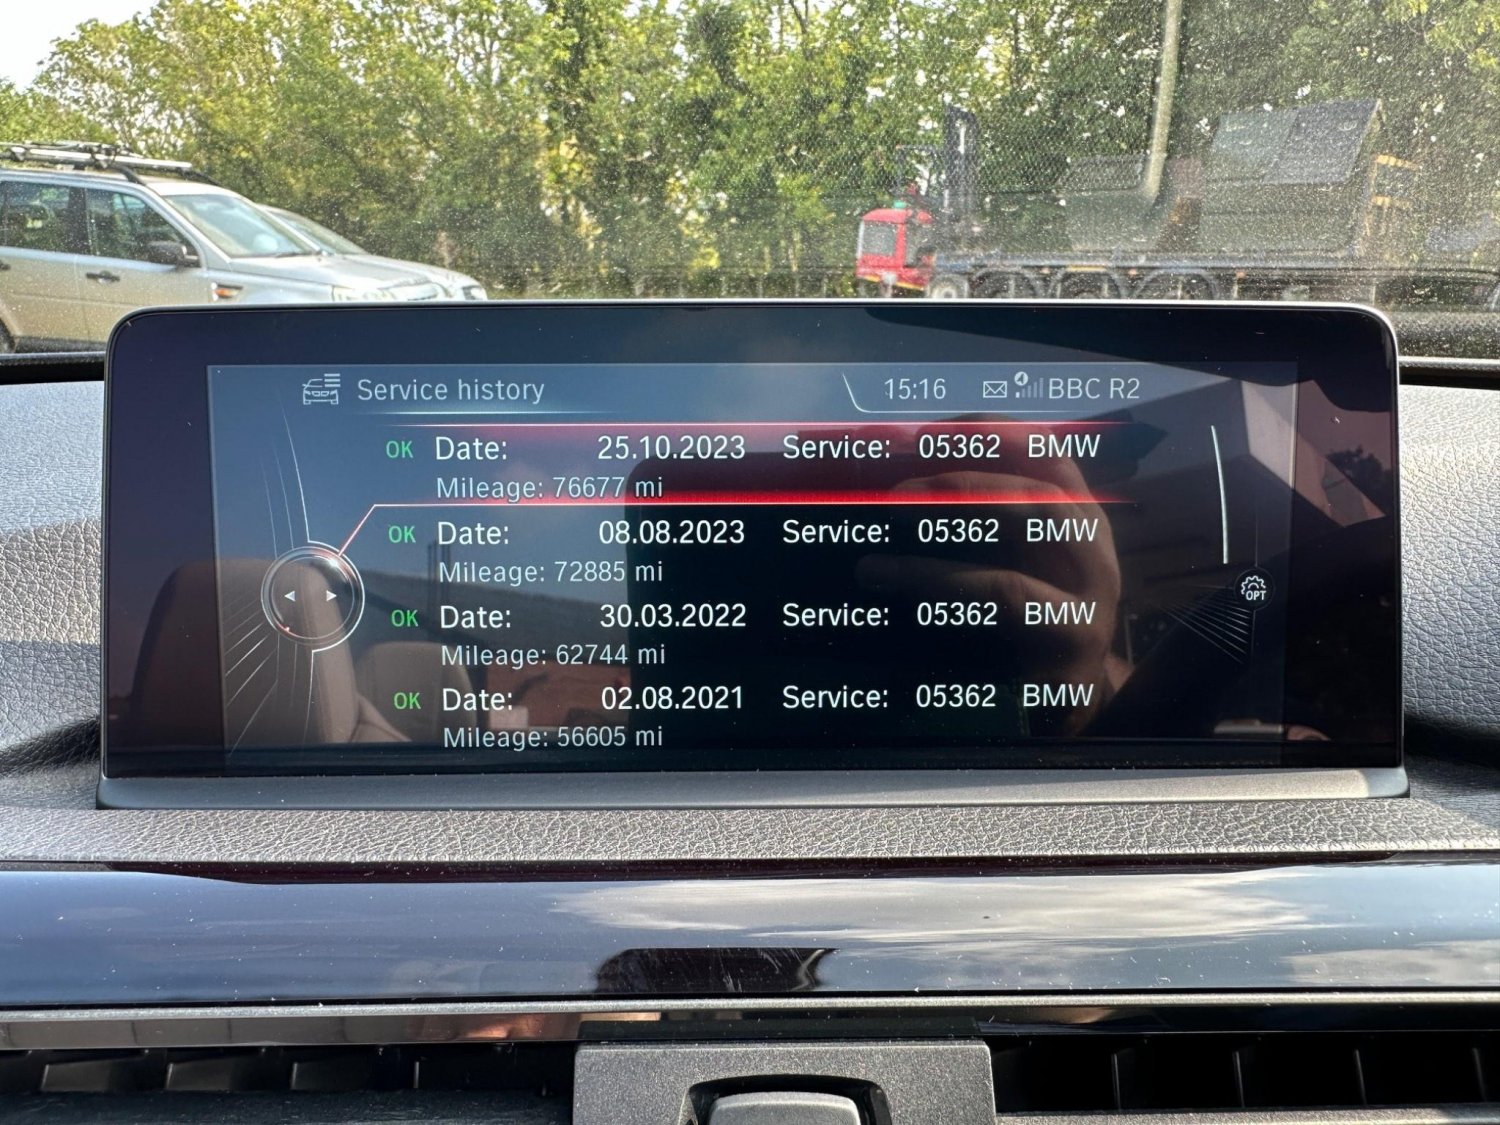 Service history 15:16 BBC R2
OK Date: 25.10.2023 Service: 05362 BMW
Mileage: 76677 mi
OK Date: 08.08.2023 Service: 05362 BMW
Mileage: 72885 mi
OK Date: 30.03.2022 Service: 05362 BMW
Mileage: 62744 mi
OK Date: 02.08.2021 Service: 05362 BMW
Mileage: 56605 mi
OPT